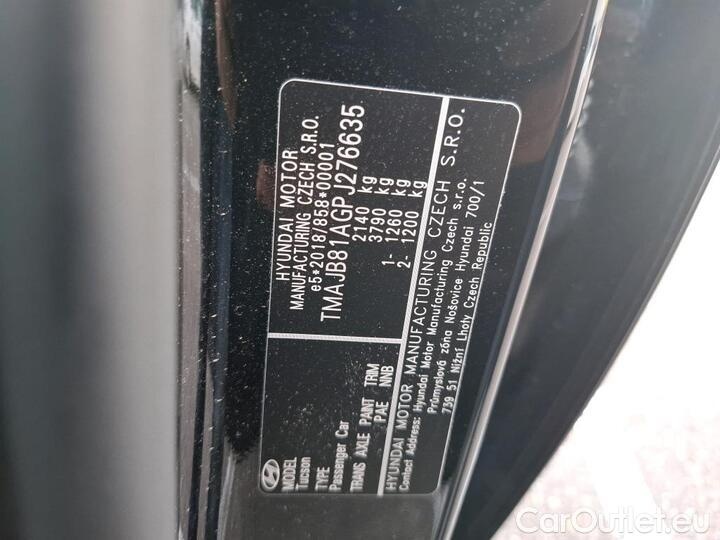 HYUNDAI MOTOR
MANUFACTURING CZECH S.R.O.
e5*2018/858*00001
TMAJB81AGPJ276635
2140 kg
3790 kg
1- 1260 kg
2- 1200 kg
MODEL
Tucson
TYPE
Passenger Car
TRANS AXLE PAINT TRIM
PAE NNB
HYUNDAI MOTOR MANUFACTURING CZECH S.R.O.
Contact Address: Hyundai Motor Manufacturing Czech s.r.o.
Průmyslová zóna Nošovice Hyundai 700/1
739 51 Nižní Lhoty Czech Republic
CarOutlet.eu